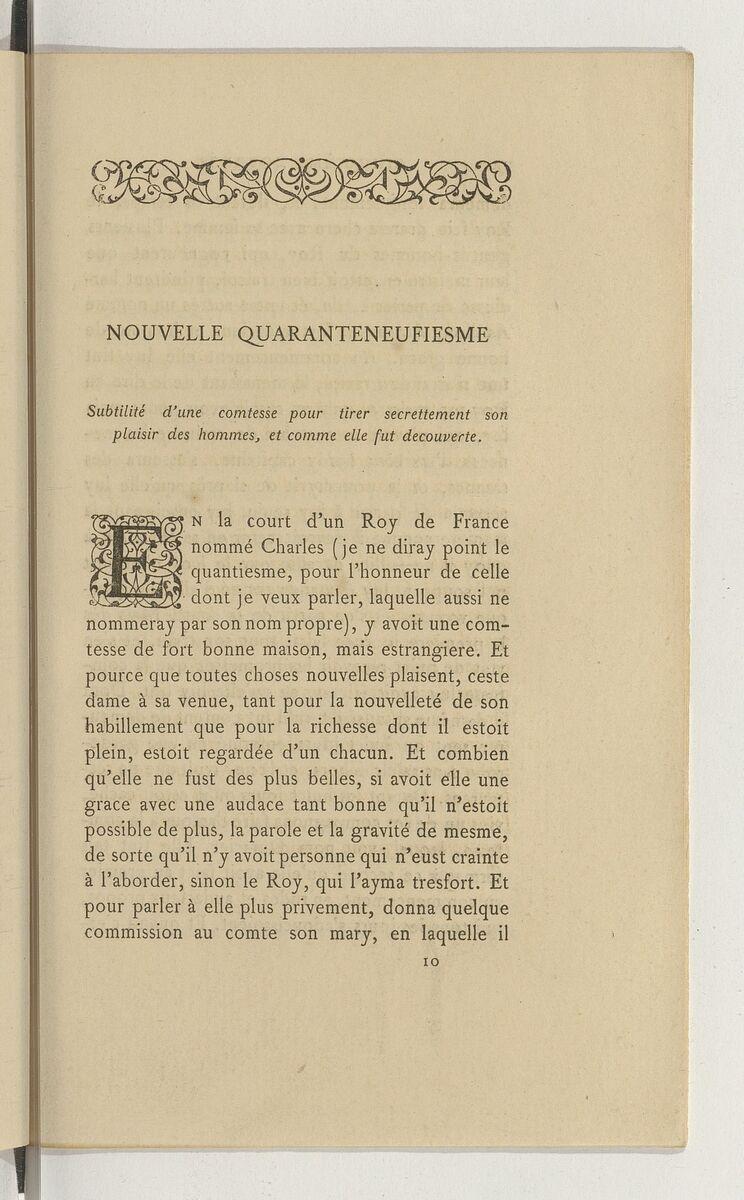 NOUVELLE QUARANTENEUFIESME
Subtilité d'une comtesse pour tirer secrettement son
plaisir des hommes, et comme elle fut decouverte.
EN la court d'un Roy de France
nommé Charles (je ne diray point le
quantiesme, pour l'honneur de celle
dont je veux parler, laquelle aussi ne
nommeray par son nom propre), y avoit une com-
tesse de fort bonne maison, mais estrangiere. Et
pource que toutes choses nouvelles plaisent, ceste
dame à sa venue, tant pour la nouvelleté de son
habillement que pour la richesse dont il estoit
plein, estoit regardée d'un chacun. Et combien
qu'elle ne fust des plus belles, si avoit elle une
grace avec une audace tant bonne qu'il n'estoit
possible de plus, la parole et la gravité de mesme,
de sorte qu'il n'y avoit personne qui n'eust crainte
à l'aborder, sinon le Roy, qui l'ayma tresfort. Et
pour parler à elle plus privement, donna quelque
commission au comte son mary, en laquelle il
10